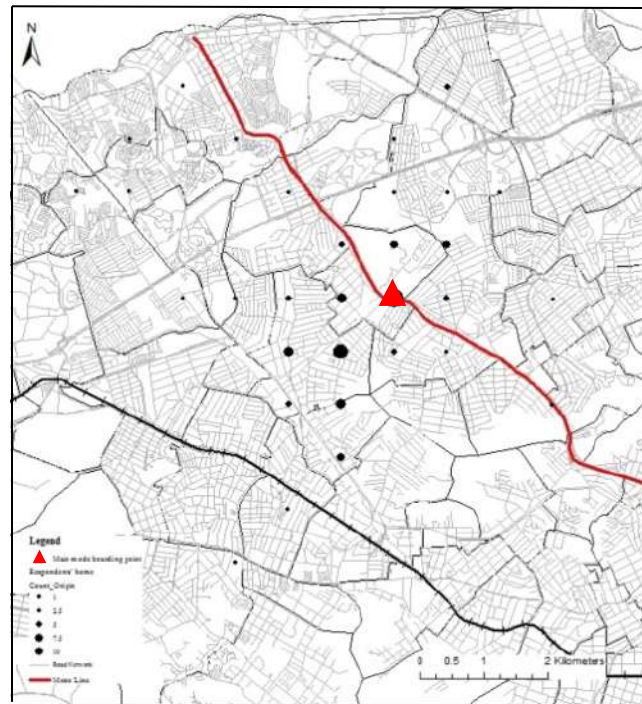 N
Legend
Main mode boarding point
Respondents' home
Count_Origin
1
2.5
5
7.5
10
Road Network
Metro Line
0 0.5 1 2 Kilometers